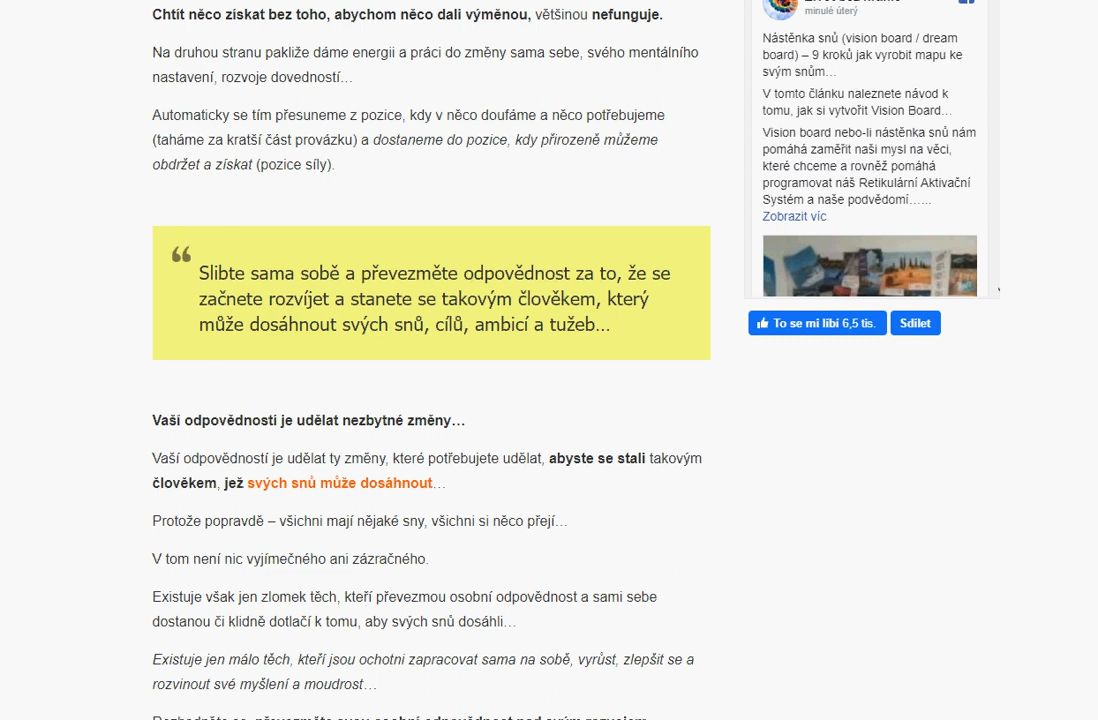 Chtít něco získat bez toho, abychom něco dali výměnou, většinou nefunguje.
Na druhou stranu pakliže dáme energii a práci do změny sama sebe, svého mentálního
nastavení, rozvoje dovedností…
Automaticky se tím přesuneme z pozice, kdy v něco doufáme a něco potřebujeme
(taháme za kratší část provázku) a dostaneme do pozice, kdy přirozeně můžeme
obdržet a získat (pozice síly).
“
Slibte sama sobě a převezměte odpovědnost za to, že se
začnete rozvíjet a stanete se takovým člověkem, který
může dosáhnout svých snů, cílů, ambicí a tužeb…
Vaší odpovědnosti je udělat nezbytné změny…
Vaší odpovědností je udělat ty změny, které potřebujete udělat, abyste se stali takovým
člověkem, jež svých snů může dosáhnout…
Protože popravdě – všichni mají nějaké sny, všichni si něco přejí…
V tom není nic vyjímečného ani zázračného.
Existuje však jen zlomek těch, kteří převezmou osobní odpovědnost a sami sebe
dostanou či klidně dotlačí k tomu, aby svých snů dosáhli…
Existuje jen málo těch, kteří jsou ochotni zapracovat sama na sobě, vyrůst, zlepšit se a
rozvinout své myšlení a moudrost…
minulé úterý
Nástěnka snů (vision board / dream
board) – 9 kroků jak vyrobit mapu ke
svým snům…
V tomto článku naleznete návod k
tomu, jak si vytvořit Vision Board…
Vision board nebo-li nástěnka snů nám
pomáhá zaměřit naši mysl na věci,
které chceme a rovněž pomáhá
programovat náš Retikulární Aktivační
Systém a naše podvědomí…...
Zobrazit víc
To se mi líbí 6,5 tis.
Sdílet